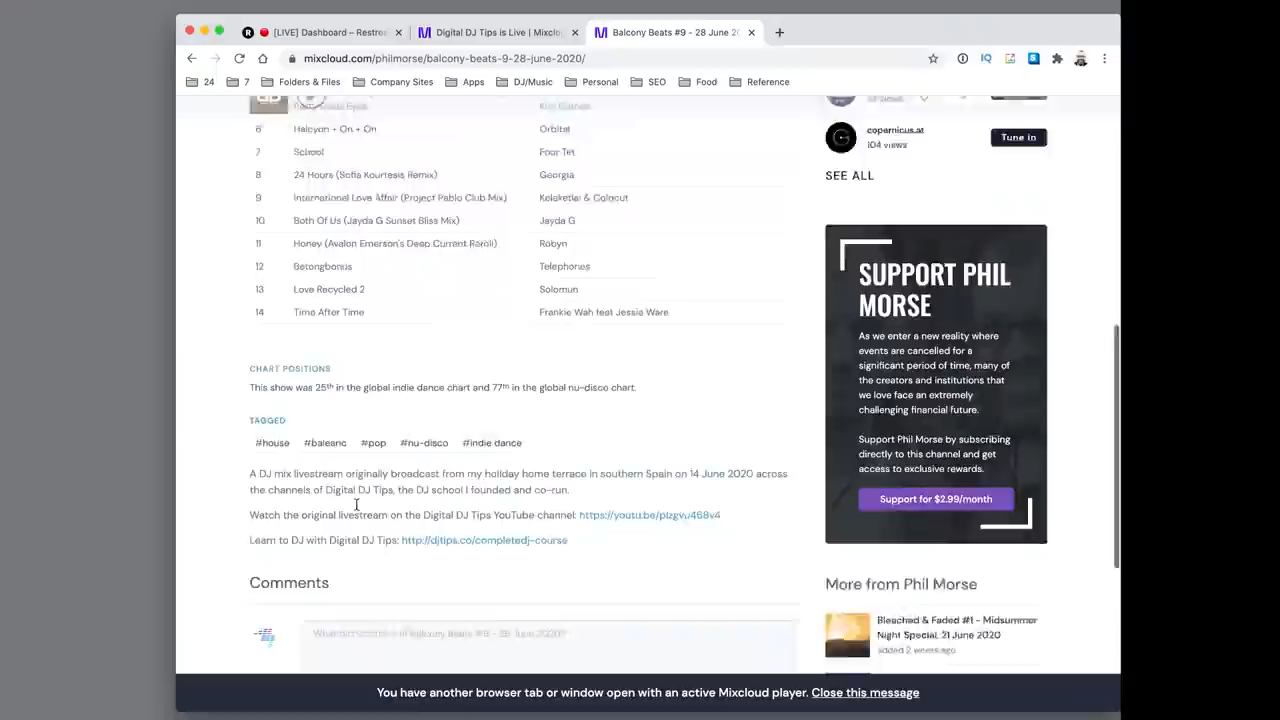 [LIVE] Dashboard – Restrea
Digital DJ Tips is Live | Mixclo
Balcony Beats #9 - 28 June 20
mixcloud.com/philmorse/balcony-beats-9-28-june-2020/
24 7 Folders & Files Company Sites Apps DJ/Music Personal SEO Food Reference
6 Halcyon + On + On Orbital
7 School Four Tet
8 24 Hours (Sofia Kourtesis Remix) Georgia
9 International Love Affair (Project Pablo Club Mix) Keleketla! & Coldcut
10 Both Of Us (Jayda G Sunset Bliss Mix) Jayda G
11 Honey (Avalon Emerson's Deep Current Reroll) Robyn
12 Betongbonus Telephones
13 Love Recycled 2 Solomun
14 Time After Time Frankie Wah feat Jessie Ware
CHART POSITIONS
This show was 25th in the global indie dance chart and 77th in the global nu-disco chart.
TAGGED
#house #balearic #pop #nu-disco #indie dance
A DJ mix livestream originally broadcast from my holiday home terrace in southern Spain on 14 June 2020 across
the channels of Digital DJ Tips, the DJ school I founded and co-run.
Watch the original livestream on the Digital DJ Tips YouTube channel:
Learn to DJ with Digital DJ Tips: http://djtips.co/completedj-course
Comments
copernicus.at
104 views
Tune in
SEE ALL
SUPPORT PHIL
MORSE
As we enter a new reality where
events are cancelled for a
significant period of time, many of
the creators and institutions that
we love face an extremely
challenging financial future.
Support Phil Morse by subscribing
directly to this channel and get
access to exclusive rewards.
Support for $2.99/month
More from Phil Morse
Bleached & Faded #1 - Midsummer
Night Special, 21 June 2020
added 2 weeks ago
You have another browser tab or window open with an active Mixcloud player. Close this message